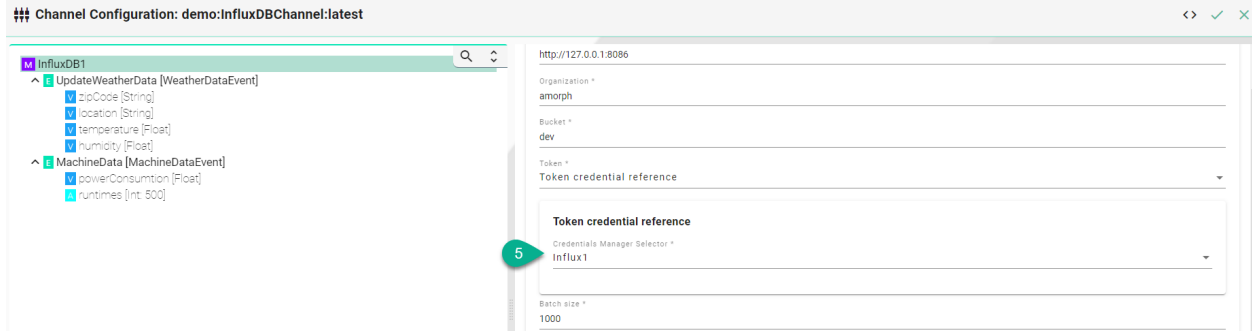 Channel Configuration: demo:InfluxDBChannel:latest
M InfluxDB1
E UpdateWeatherData [WeatherDataEvent]
V zipCode [String]
V location [String]
V temperature [Float]
V humidity [Float]
E MachineData [MachineDataEvent]
V powerConsumtion [Float]
A runtimes [Int: 500]
http://127.0.0.1:8086
Organization *
amorph
Bucket *
dev
Token *
Token credential reference
Token credential reference
Credentials Manager Selector *
5
Influx1
Batch size *
1000